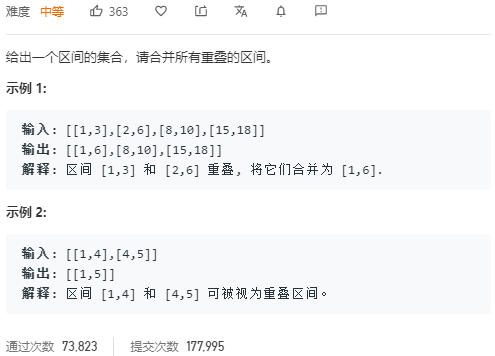 难度 中等 363
给出一个区间的集合，请合并所有重叠的区间。
示例 1:
输入: [[1,3],[2,6],[8,10],[15,18]]
输出: [[1,6],[8,10],[15,18]]
解释: 区间 [1,3] 和 [2,6] 重叠, 将它们合并为 [1,6].
示例 2:
输入: [[1,4],[4,5]]
输出: [[1,5]]
解释: 区间 [1,4] 和 [4,5] 可被视为重叠区间。
通过次数 73,823 提交次数 177,995